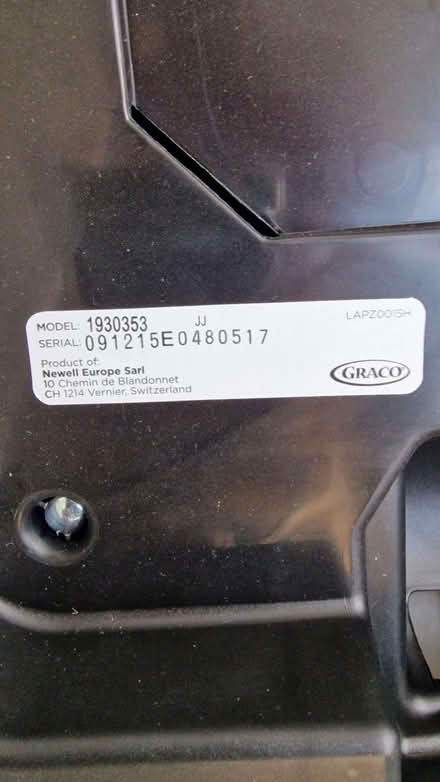 MODEL: 1930353 JJ LAPZ0015H
SERIAL: 091215E0480517
Product of:
Newell Europe Sarl
10 Chemin de Blandonnet
CH 1214 Vernier, Switzerland
GRACO